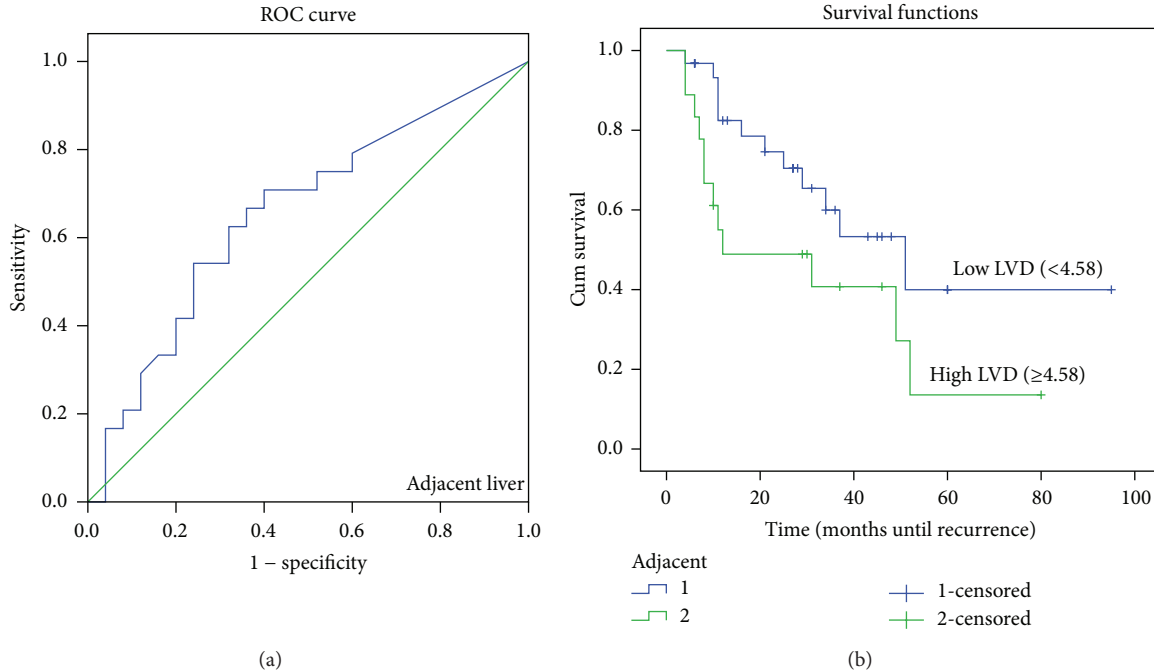 ROC curve
1.0
0.8
0.6
0.4
0.2
0.0
Sensitivity
Adjacent liver
0.0 0.2 0.4 0.6 0.8 1.0
1 − specificity
(a)
Survival functions
1.0
0.8
0.6
0.4
0.2
0.0
Cum survival
Low LVD (<4.58)
High LVD (≥4.58)
0 20 40 60 80 100
Time (months until recurrence)
Adjacent
1 1-censored
2 2-censored
(b)